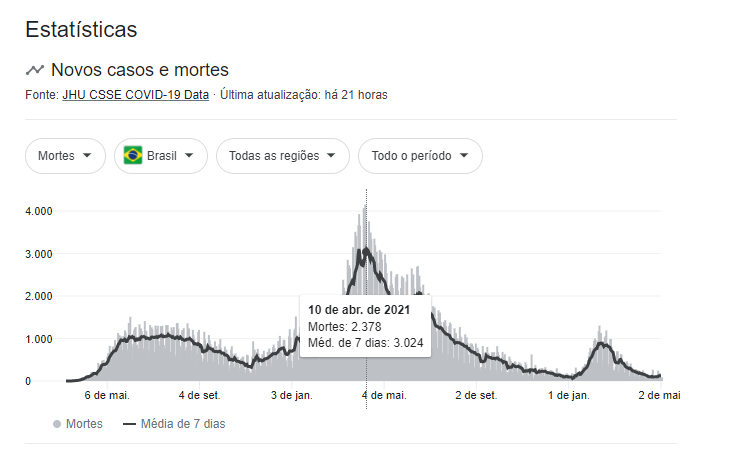 Estatísticas
Novos casos e mortes
Fonte: JHU CSSE COVID-19 Data · Última atualização: há 21 horas
Mortes Brasil Todas as regiões Todo o período
4.000
3.000
2.000
1.000
0
10 de abr. de 2021
Mortes: 2.378
Méd. de 7 dias: 3.024
6 de mai. 4 de set. 3 de jan. 4 de mai. 2 de set. 1 de jan. 2 de mai
Mortes Média de 7 dias